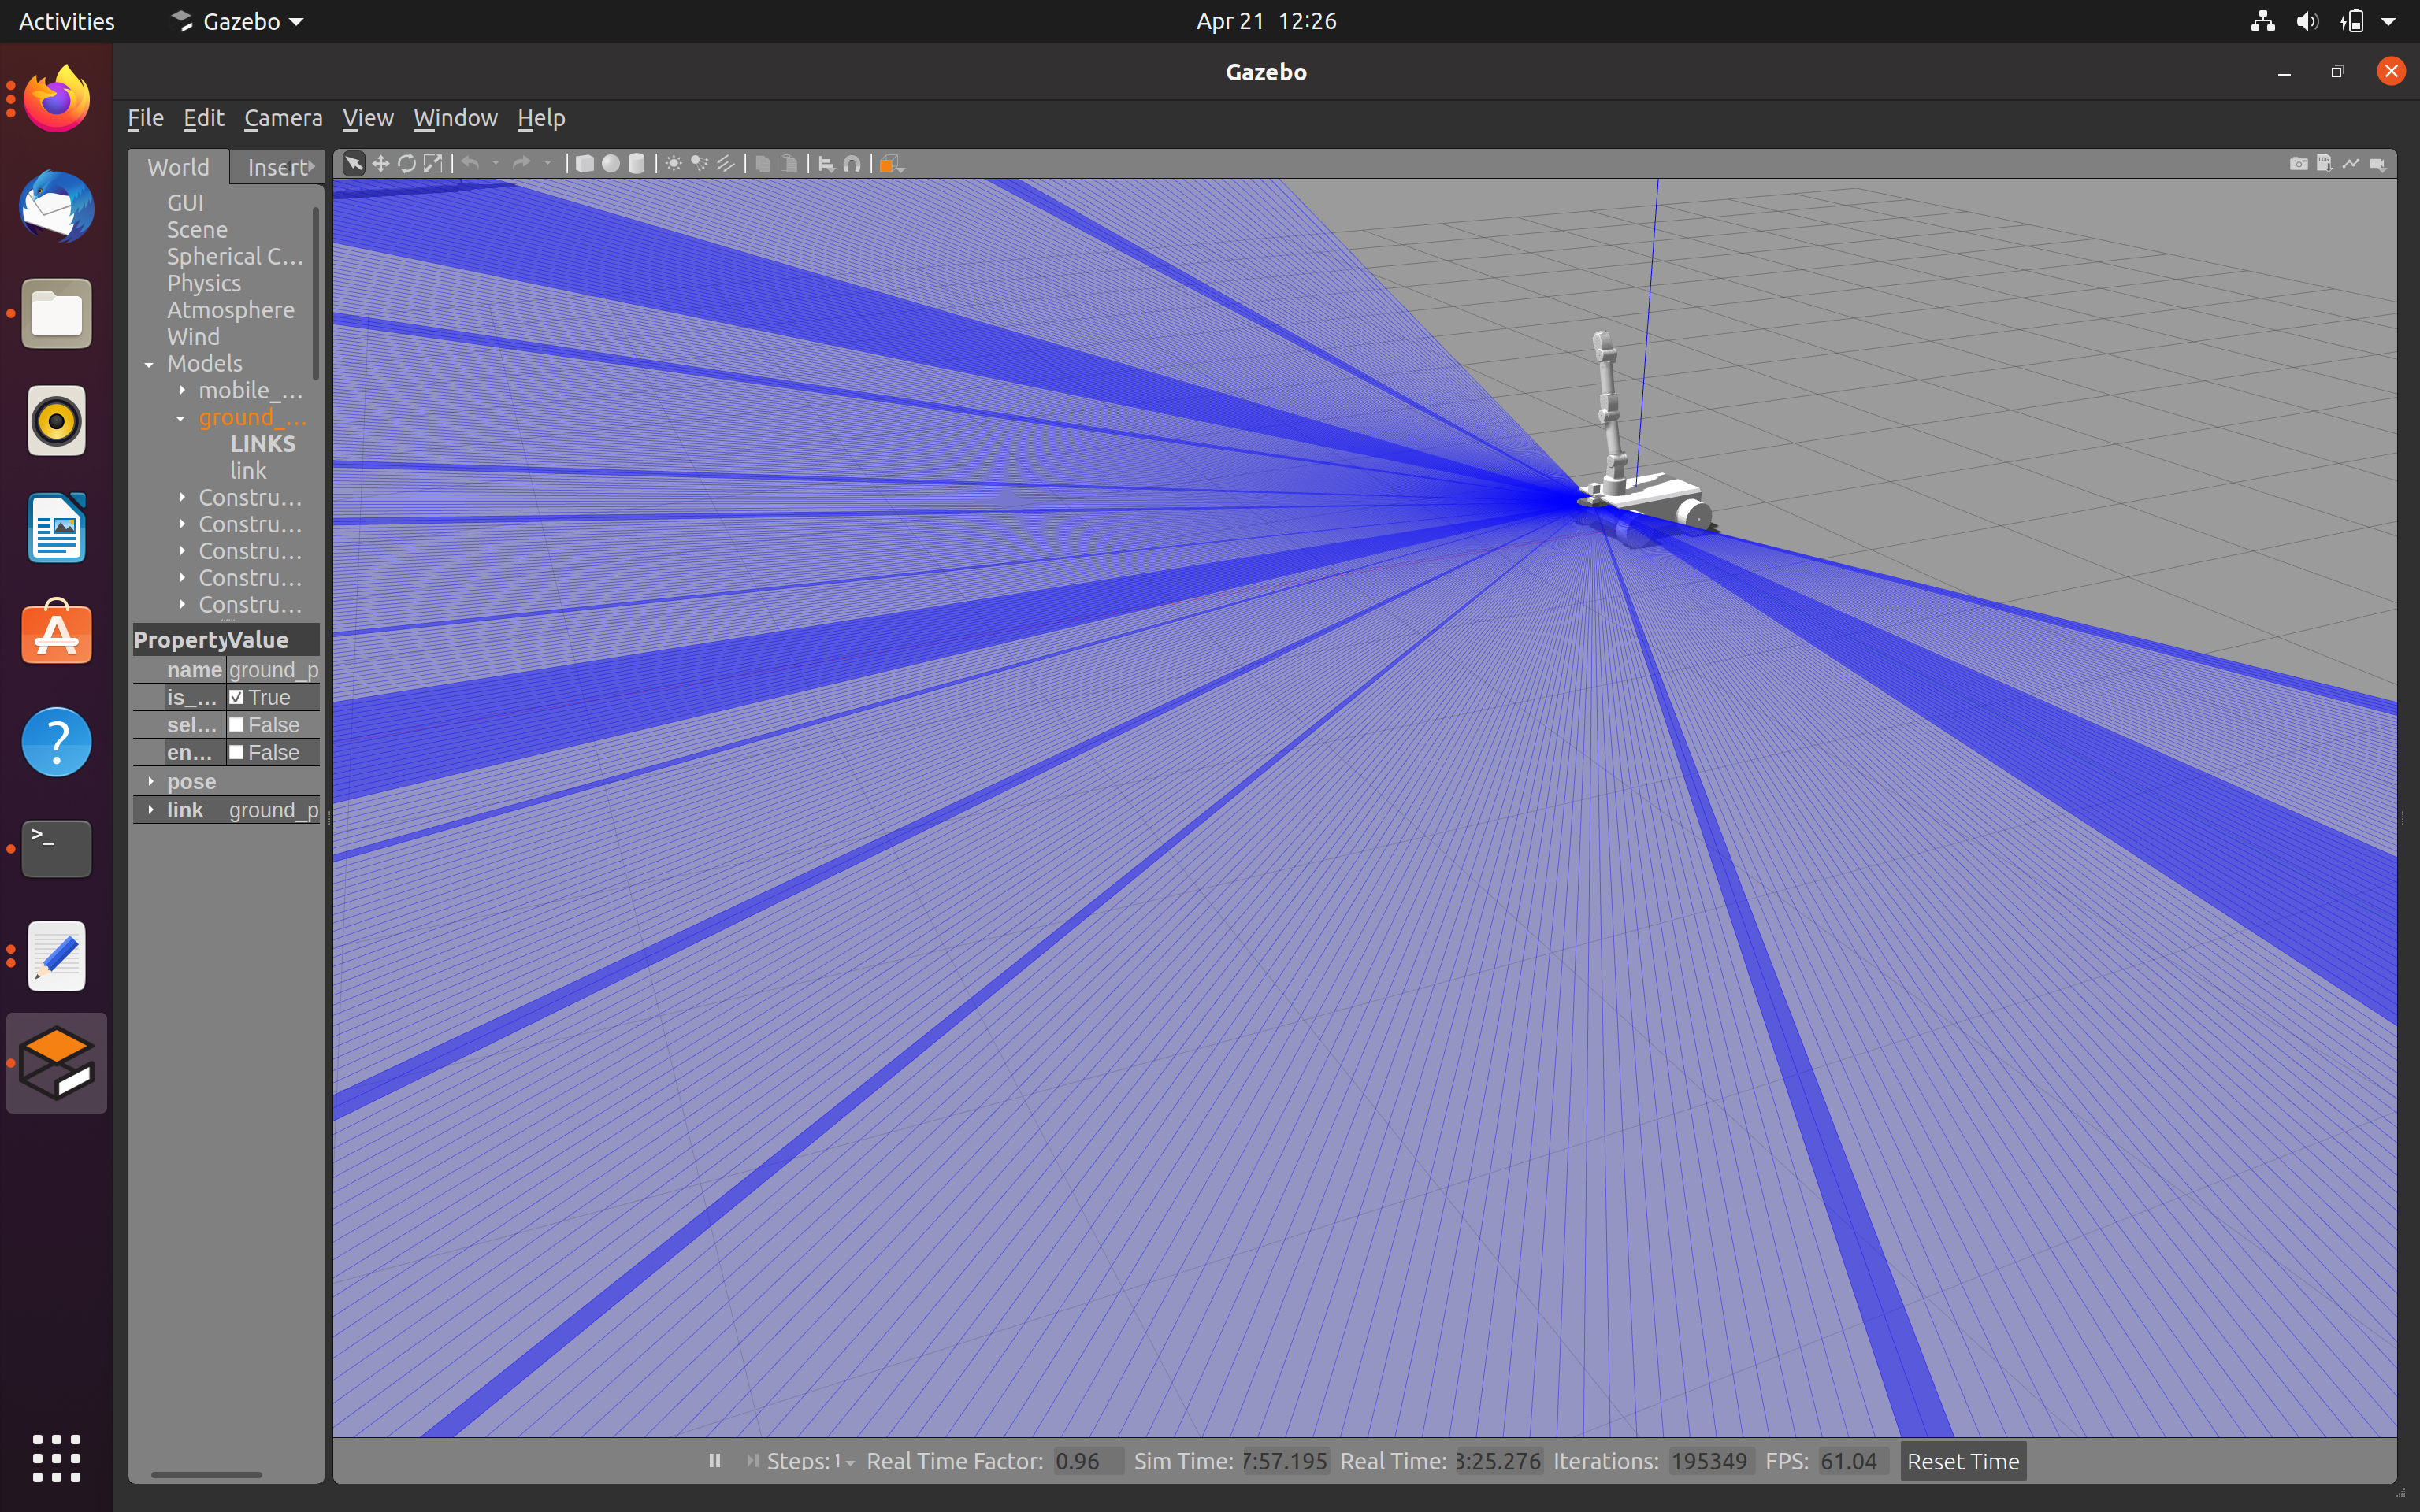 Activities Gazebo Apr 21 12:26
Gazebo
File Edit Camera View Window Help
World Insert
GUI
Scene
Spherical C...
Physics
Atmosphere
Wind
Models
mobile_...
ground_...
LINKS
link
Constru...
Constru...
Constru...
Constru...
Constru...
Property Value
name ground_p
is_... True
sel... False
en... False
pose
link ground_p
Steps: 1 Real Time Factor: 0.96 Sim Time: 7:57.195 Real Time: 3:25.276 Iterations: 195349 FPS: 61.04 Reset Time